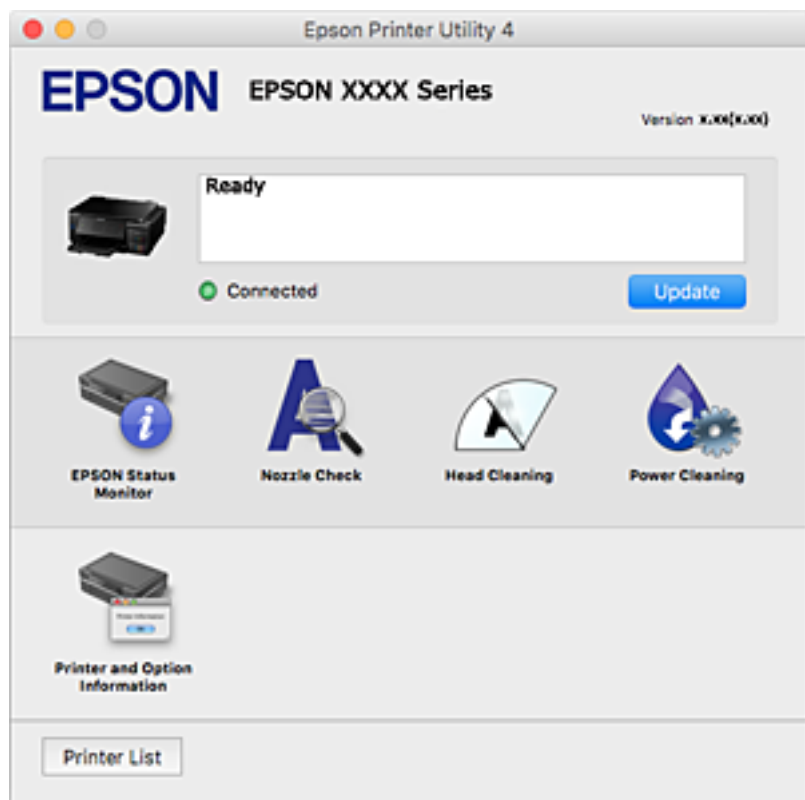 Epson Printer Utility 4
EPSON
EPSON XXXX Series
Version x.xx(x.xx)
Ready
Connected
Update
EPSON Status
Monitor
Nozzle Check
Head Cleaning
Power Cleaning
Printer and Option
Information
Printer List